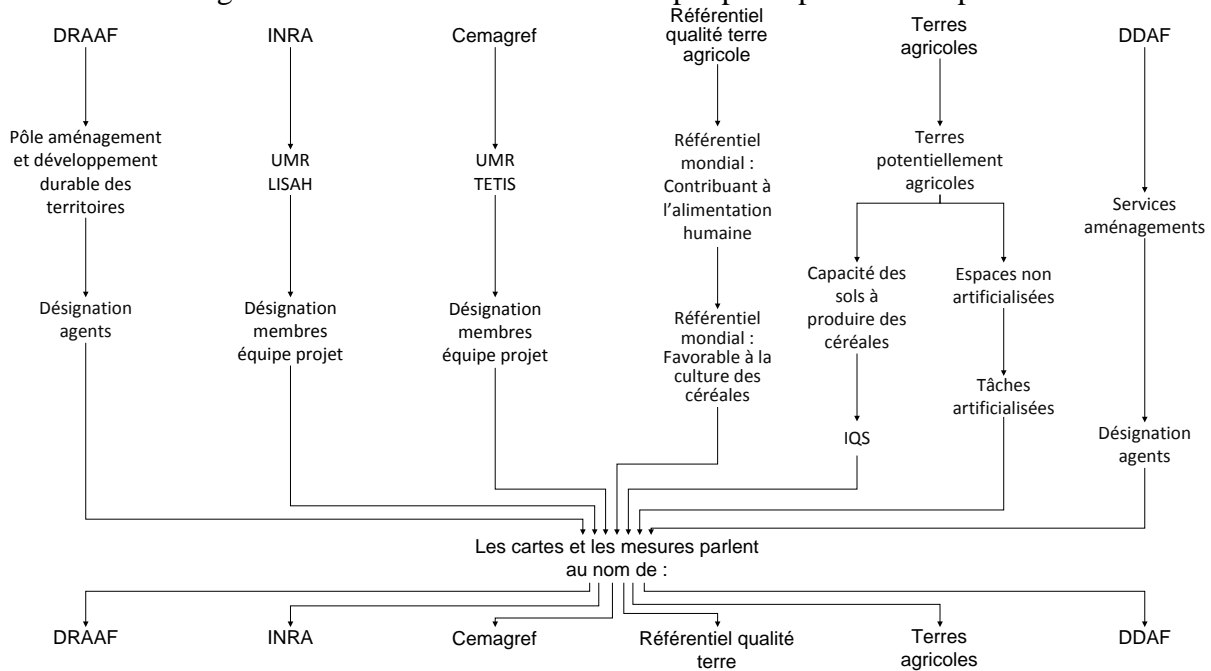 DRAAF
INRA
Cemagref
Référentiel
qualité terre
agricole
Terres
agricoles
DDAF
Pôle aménagement
et développement
durable des
territoires
UMR
LISAH
UMR
TETIS
Référentiel
mondial :
Contribuant à
l'alimentation
humaine
Terres
potentiellement
agricoles
Services
aménagements
Désignation
agents
Désignation
membres
équipe projet
Désignation
membres
équipe projet
Référentiel
mondial :
Favorable à la
culture des
céréales
Capacité des
sols à
produire des
céréales
Espaces non
artificialisées
IQS
Tâches
artificialisées
Désignation
agents
Les cartes et les mesures parlent
au nom de :
DRAAF
INRA
Cemagref
Référentiel qualité
terre
Terres
agricoles
DDAF